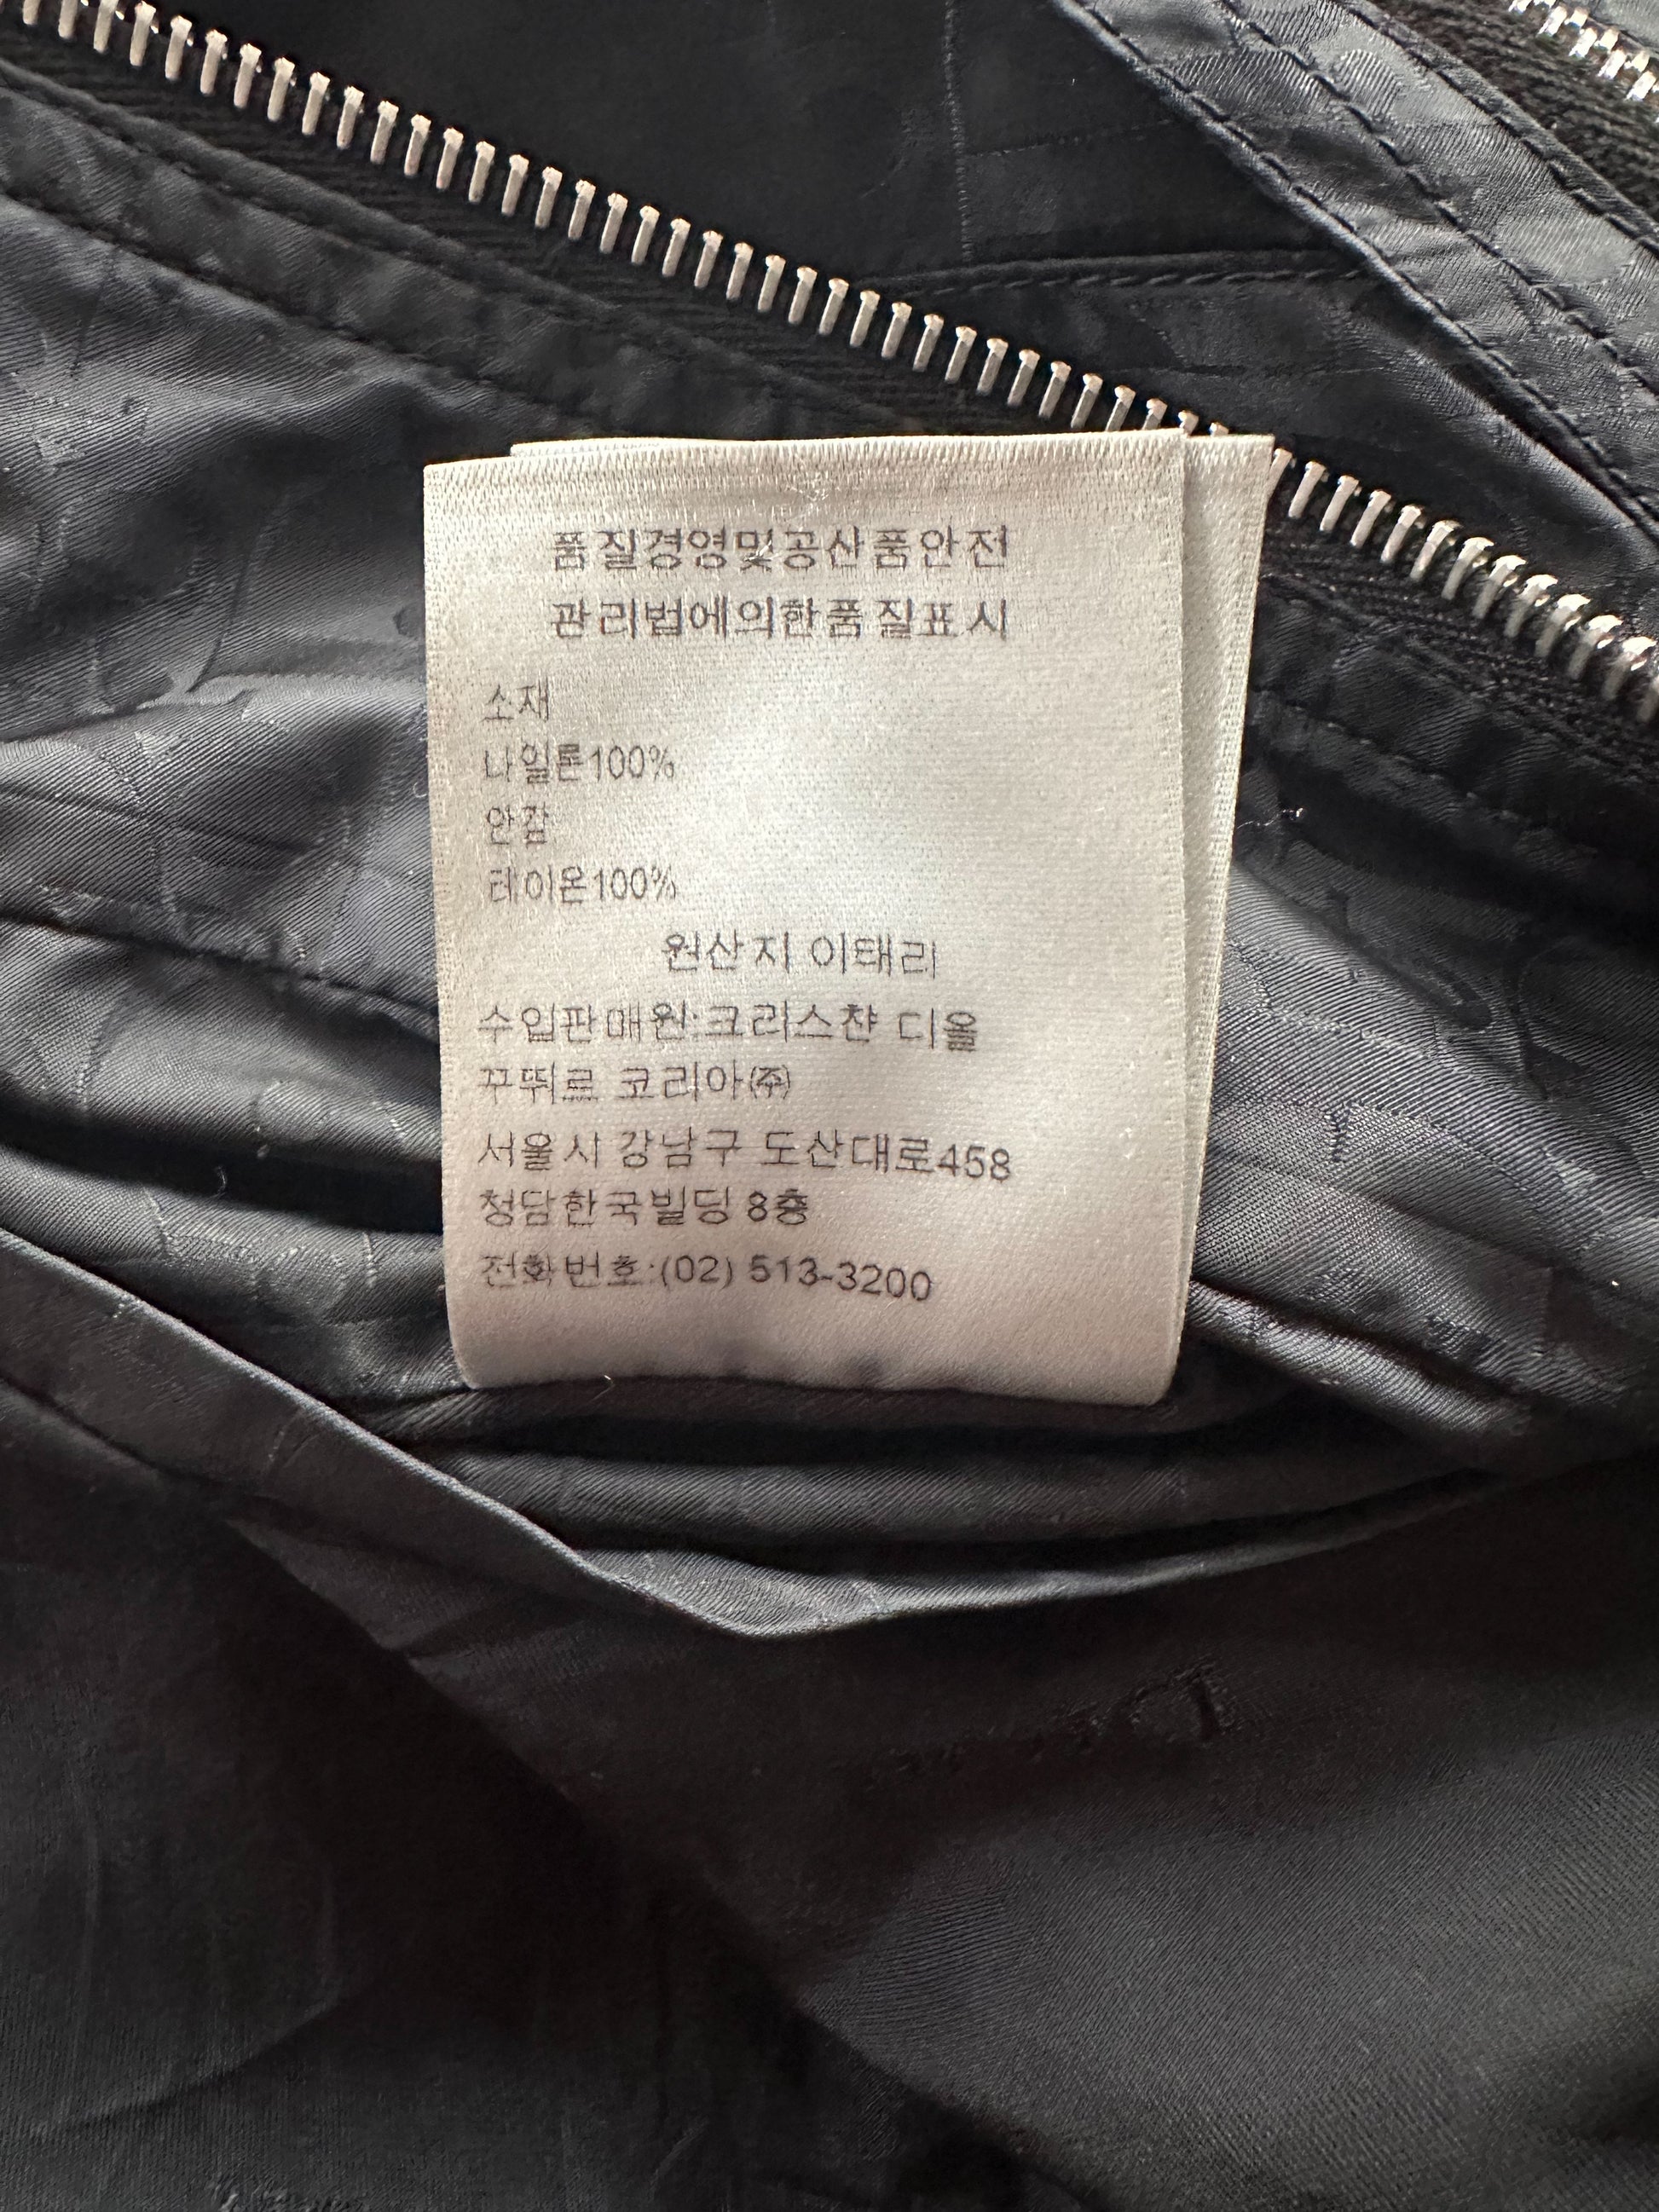 품질경영및공산품안전
관리법에의한품질표시
소재
나일론100%
안감
레이온100%
원산지 이태리
수입판매원:크리스챤 디올
꾸뛰르 코리아㈜
서울시 강남구 도산대로458
청담한국빌딩 8층
전화번호:(02) 513-3200